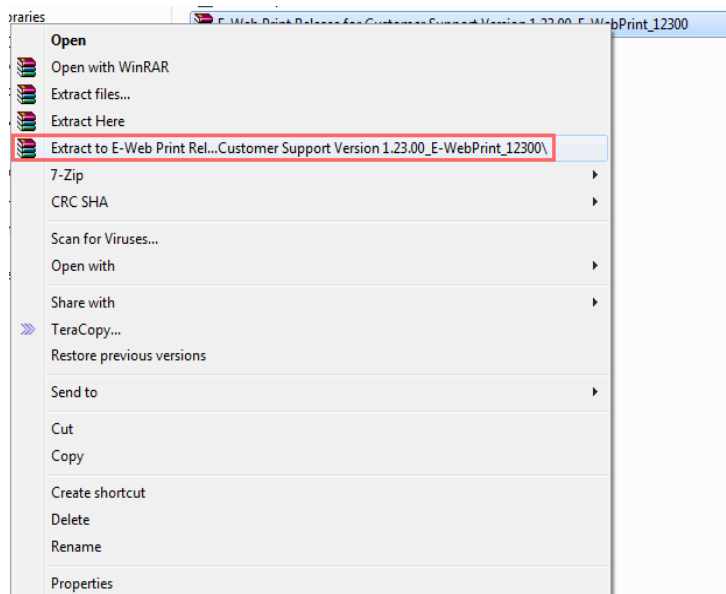 braries
E-Web Print Release for Customer Support Version 1.23.00_E-WebPrint_12300
Open
Open with WinRAR
Extract files...
Extract Here
Extract to E-Web Print Rel...Customer Support Version 1.23.00_E-WebPrint_12300\
7-Zip
CRC SHA
Scan for Viruses...
Open with
Share with
TeraCopy...
Restore previous versions
Send to
Cut
Copy
Create shortcut
Delete
Rename
Properties